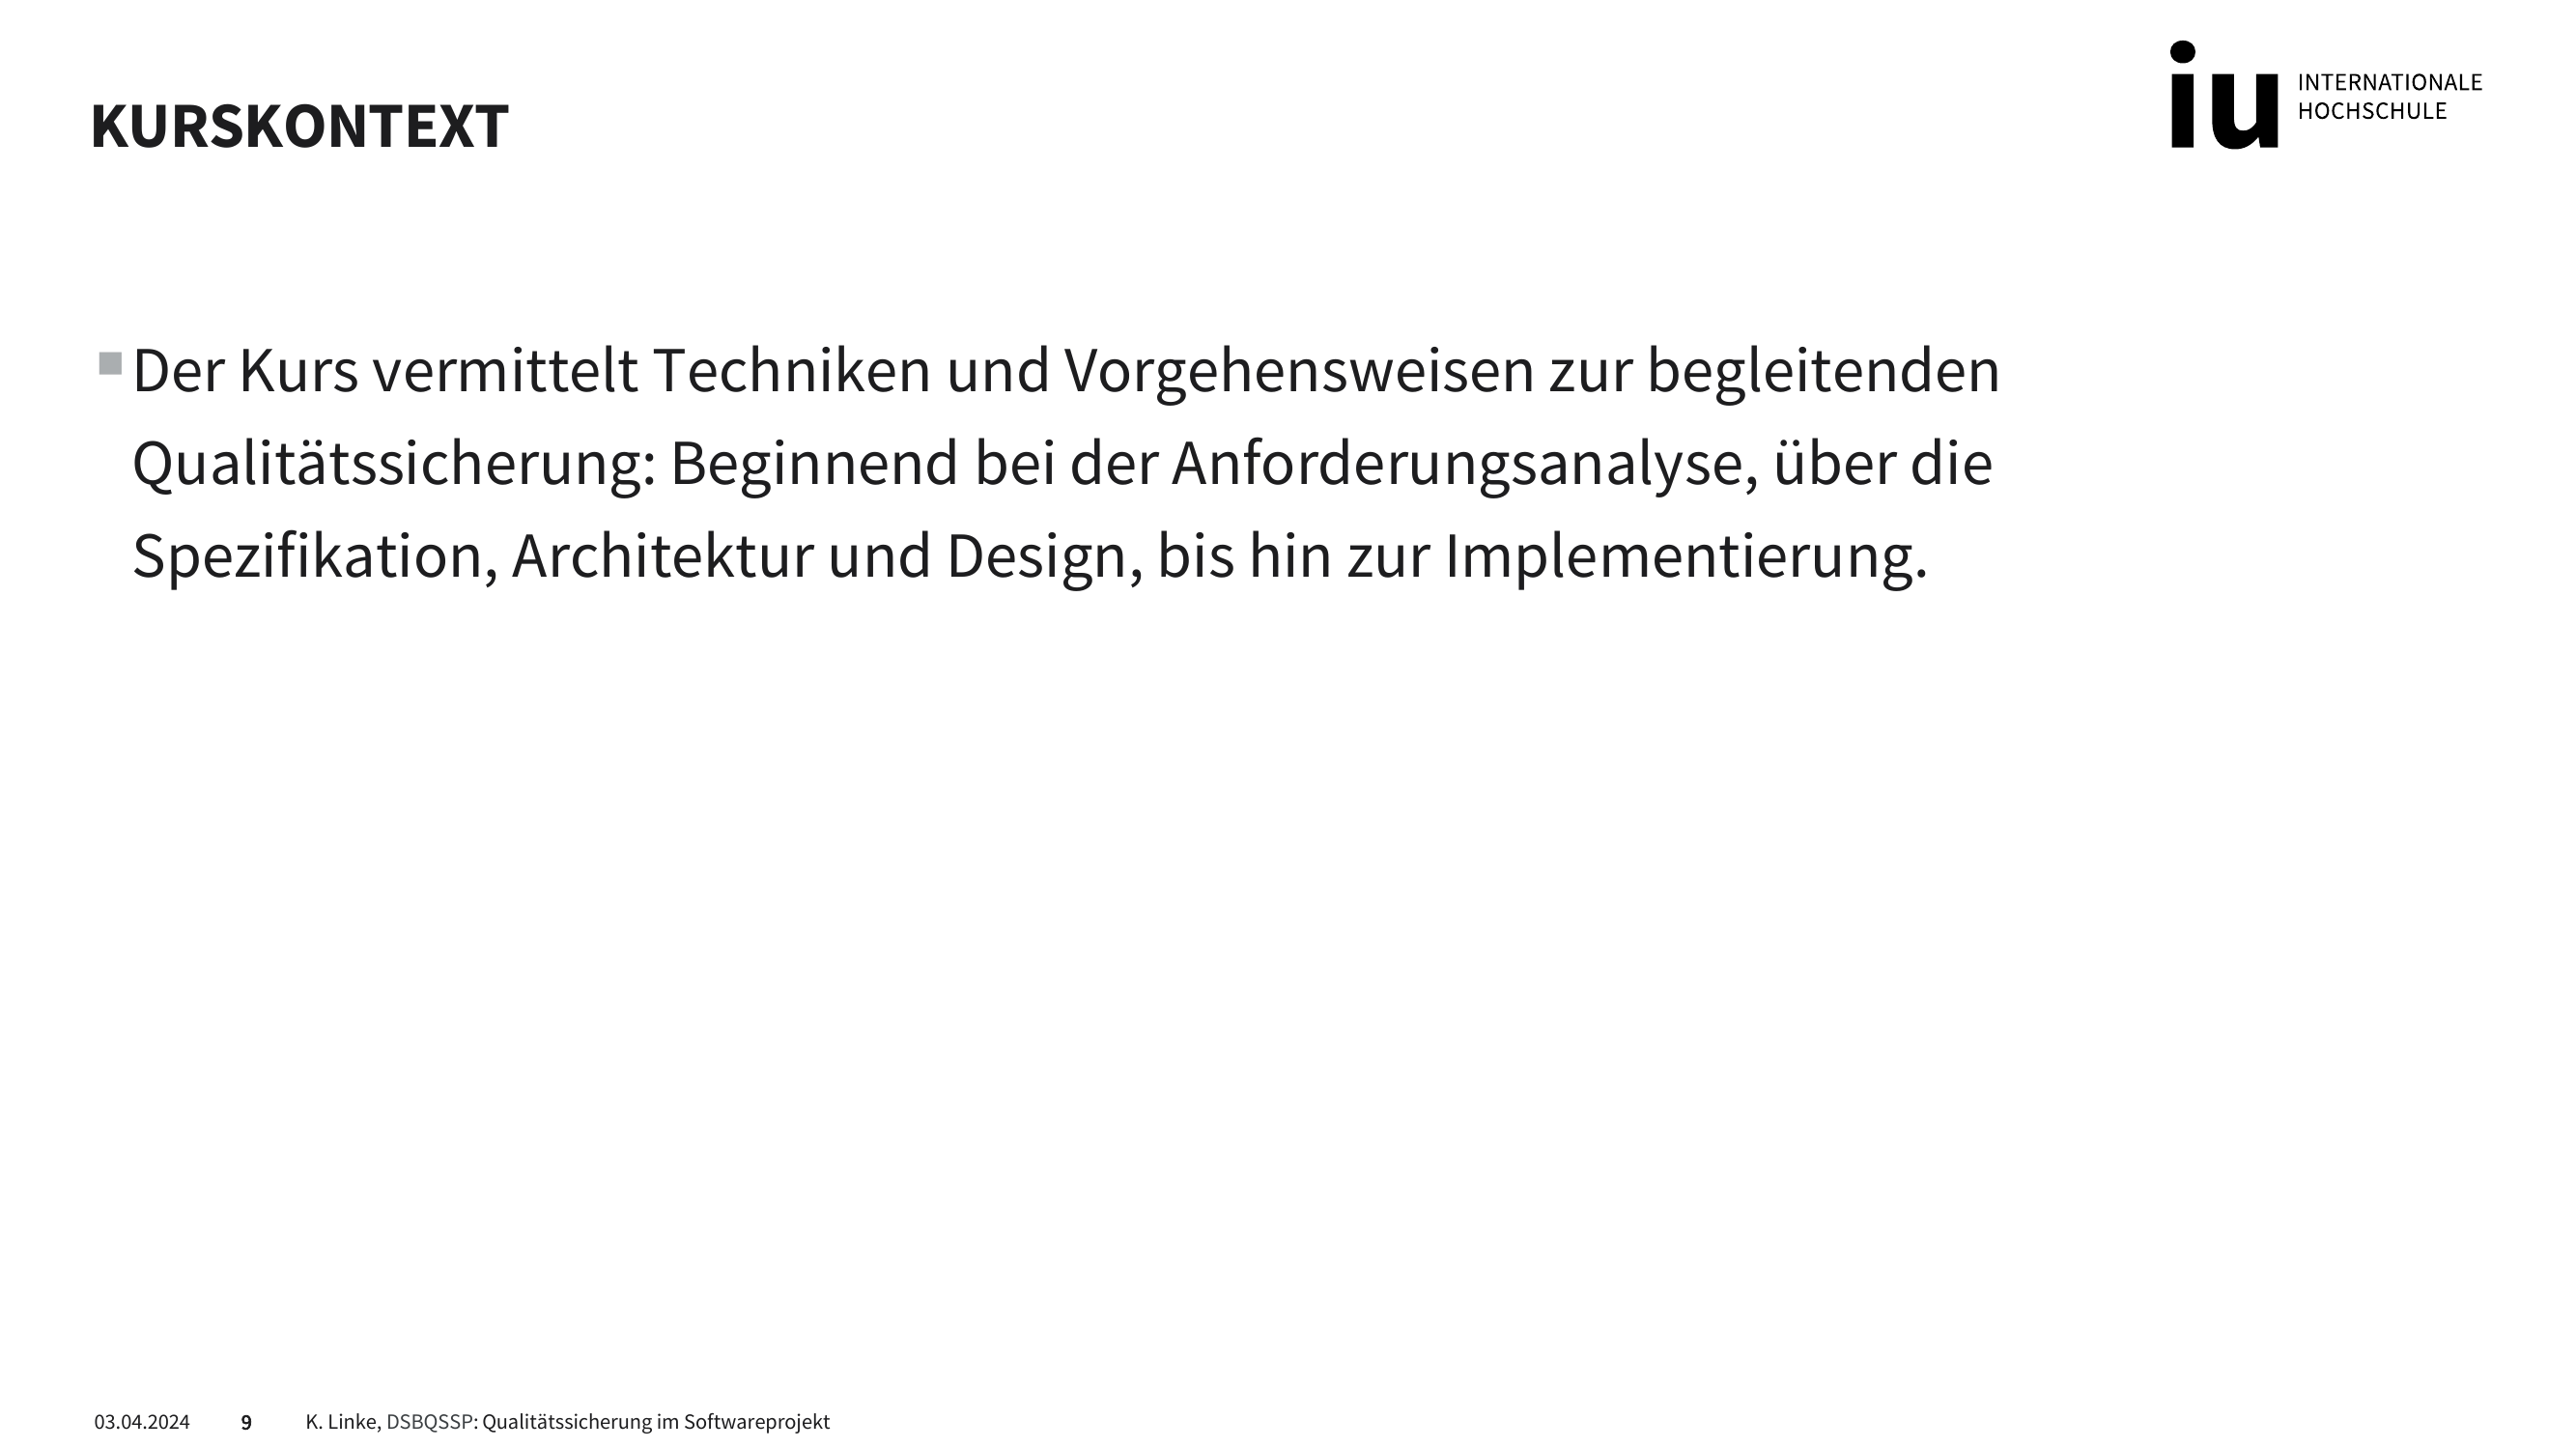 KURSKONTEXT
iu INTERNATIONALE
HOCHSCHULE
Der Kurs vermittelt Techniken und Vorgehensweisen zur begleitenden
Qualitätssicherung: Beginnend bei der Anforderungsanalyse, über die
Spezifikation, Architektur und Design, bis hin zur Implementierung.
03.04.2024 9 K. Linke, DSBQSSP: Qualitätssicherung im Softwareprojekt